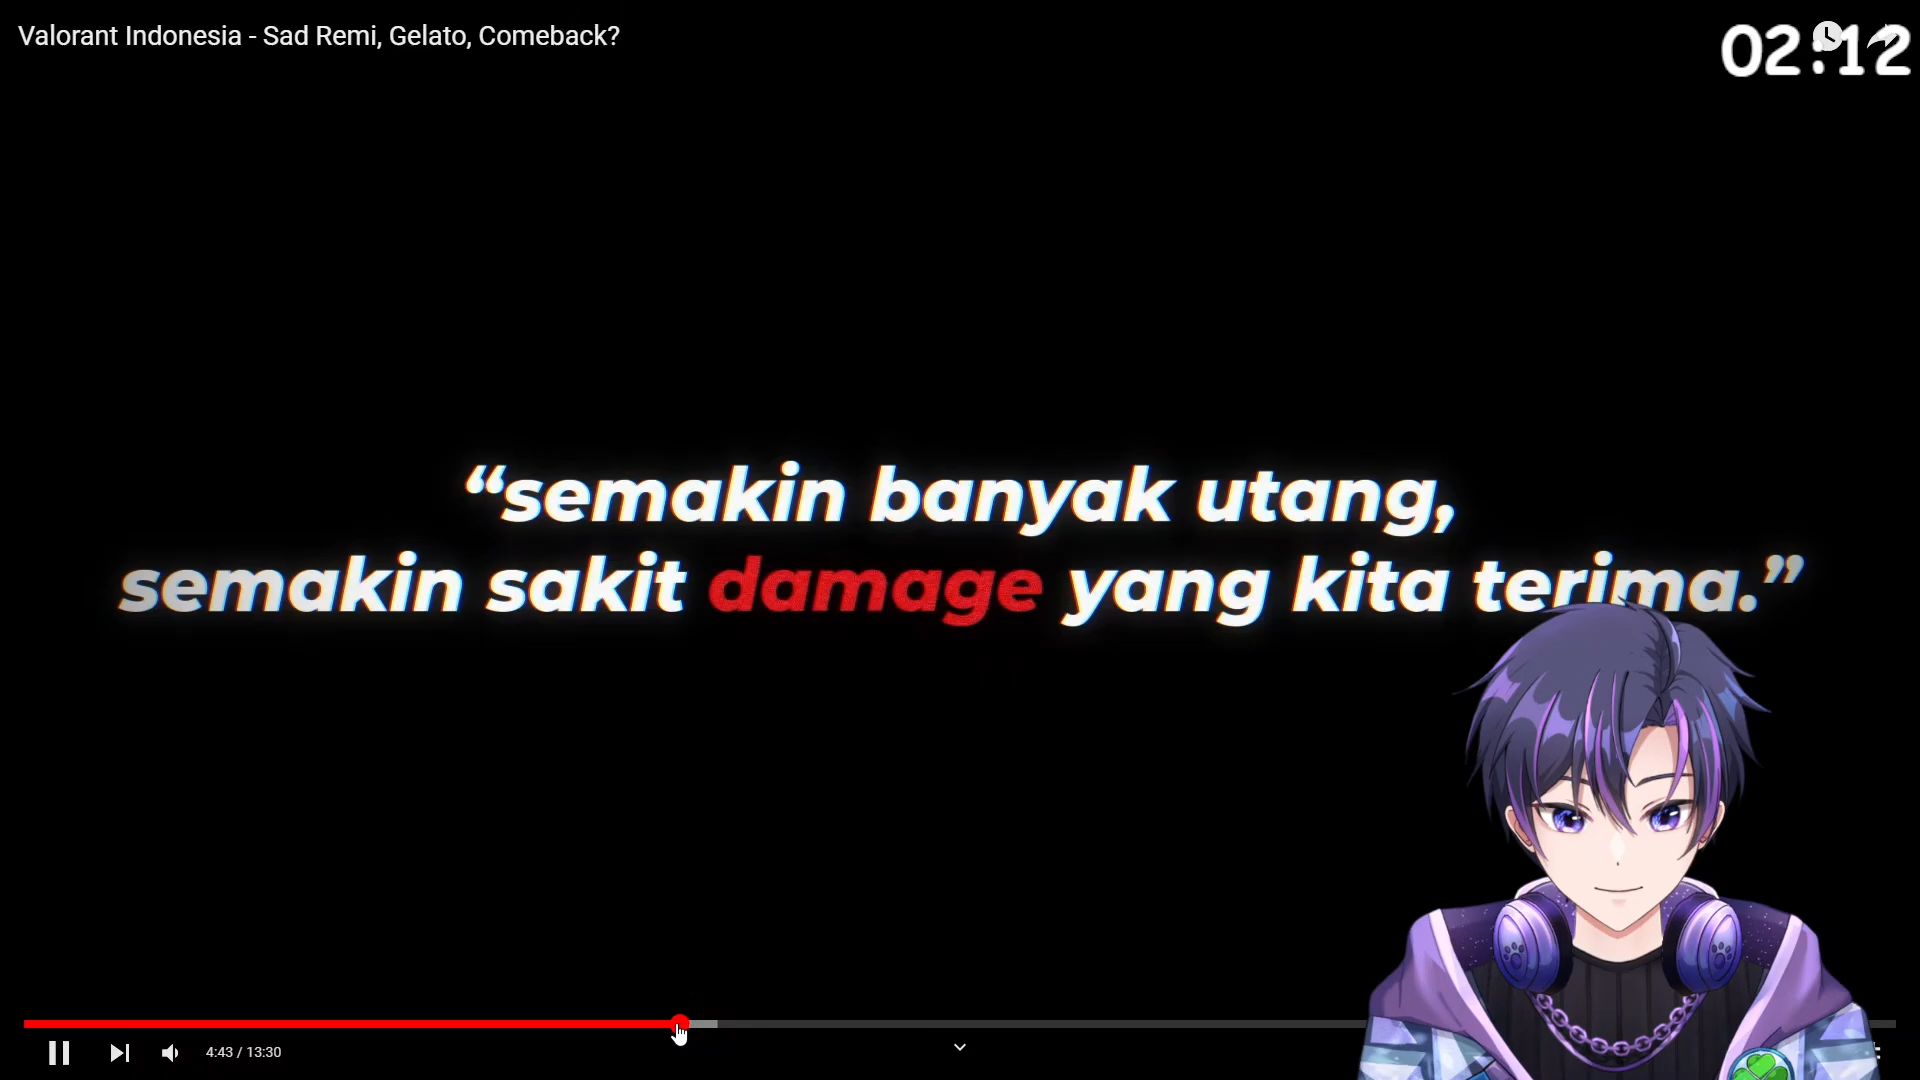 Valorant Indonesia - Sad Remi, Gelato, Comeback?
02:12
“semakin banyak utang,
semakin sakit damage yang kita terima.”
4:43 / 13:30